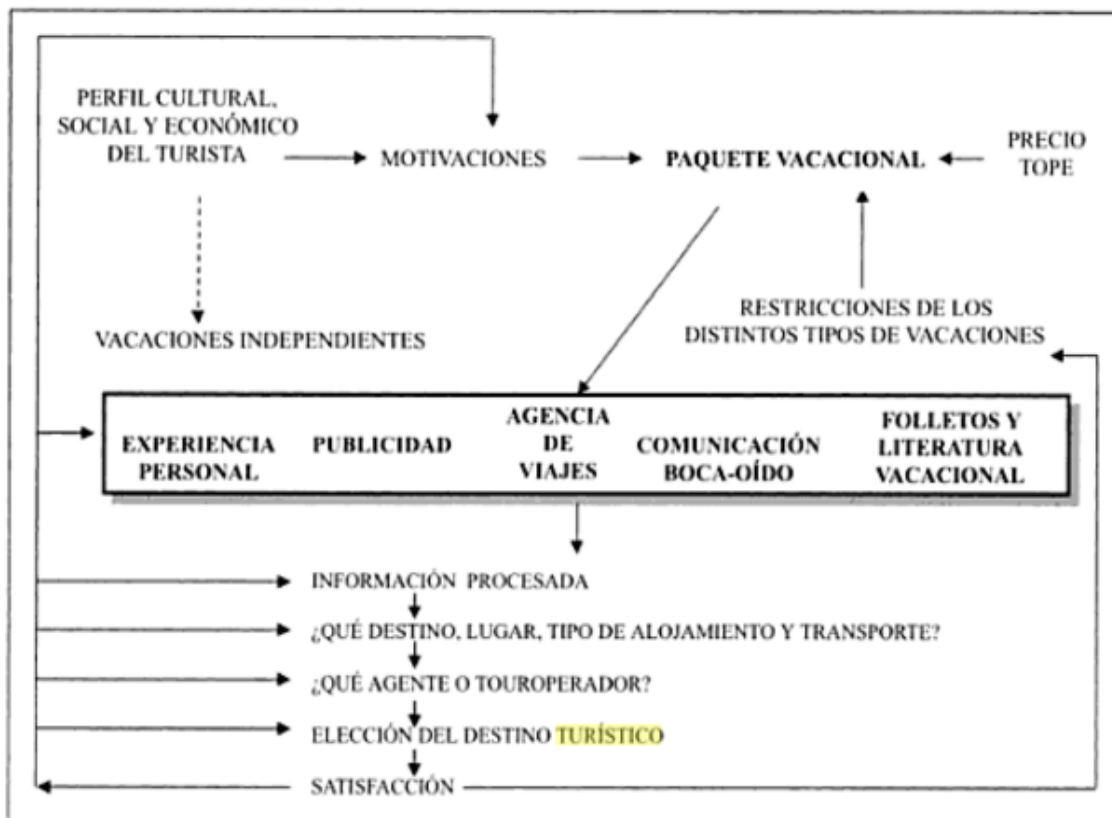 PERFIL CULTURAL,
SOCIAL Y ECONÓMICO
DEL TURISTA
MOTIVACIONES
PAQUETE VACACIONAL
PRECIO
TOPE
VACACIONES INDEPENDIENTES
RESTRICCIONES DE LOS
DISTINTOS TIPOS DE VACACIONES
EXPERIENCIA
PERSONAL
PUBLICIDAD
AGENCIA
DE
VIAJES
COMUNICACIÓN
BOCA-OÍDO
FOLLETOS Y
LITERATURA
VACACIONAL
INFORMACIÓN PROCESADA
¿QUÉ DESTINO, LUGAR, TIPO DE ALOJAMIENTO Y TRANSPORTE?
¿QUÉ AGENTE O TOUROPERADOR?
ELECCIÓN DEL DESTINO TURÍSTICO
SATISFACCIÓN